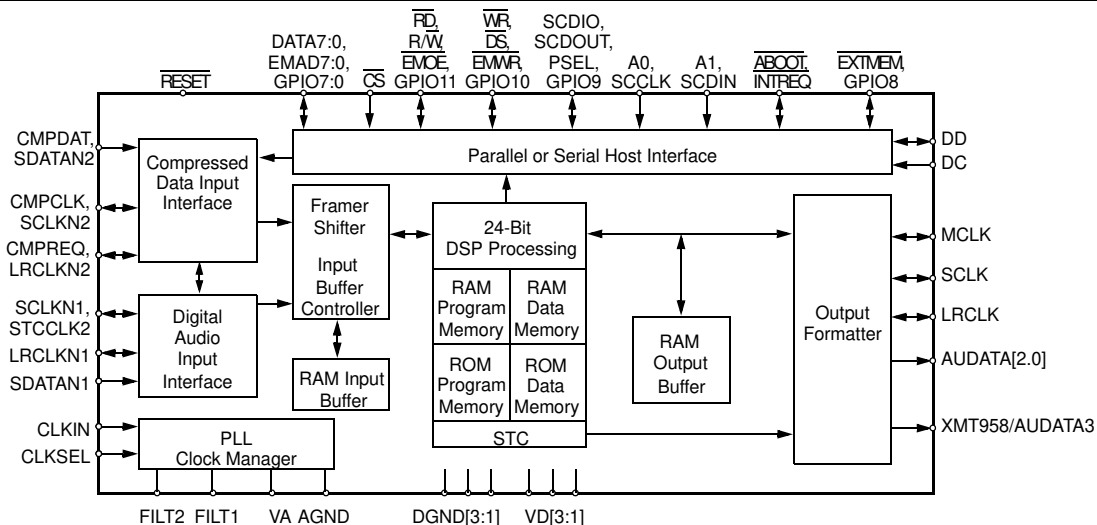 RD,
WR,
SCDIO,
DATA7:0,
R/W,
DS,
SCDOUT,
EMAD7:0,
EMOE,
EMWR,
PSEL,
A0,
A1,
ABOOT,
EXTMEM,
RESET
GPIO7:0
CS
GPIO11
GPIO10
GPIO9
SCCLK
SCDIN
INTREQ
GPIO8
CMPDAT,
SDATAN2
CMPCLK,
SCLKN2
CMPREQ,
LRCLKN2
SCLKN1,
STCCLK2
LRCLKN1
SDATAN1
CLKIN
CLKSEL
Parallel or Serial Host Interface
Compressed
Data Input
Interface
Framer
Shifter
Input
Buffer
Controller
24-Bit
DSP Processing
RAM
Program
Memory
RAM
Data
Memory
ROM
Program
Memory
ROM
Data
Memory
STC
Digital
Audio
Input
Interface
RAM Input
Buffer
RAM
Output
Buffer
Output
Formatter
PLL
Clock Manager
DD
DC
MCLK
SCLK
LRCLK
AUDATA[2.0]
XMT958/AUDATA3
FILT2
FILT1
VA
AGND
DGND[3:1]
VD[3:1]